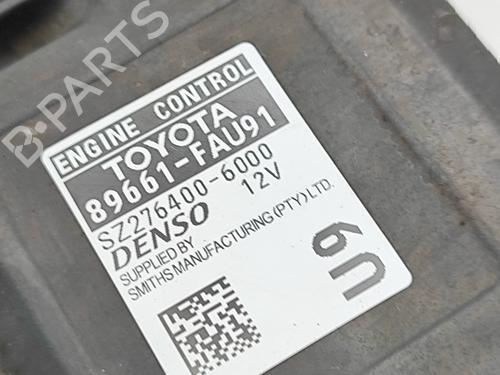 ENGINE CONTROL
TOYOTA
89661-FAU91
SZ276400-6000
DENSO 12V
SUPPLIED BY
SMITHS MANUFACTURING (PTY) LTD.
U9
B-PARTS